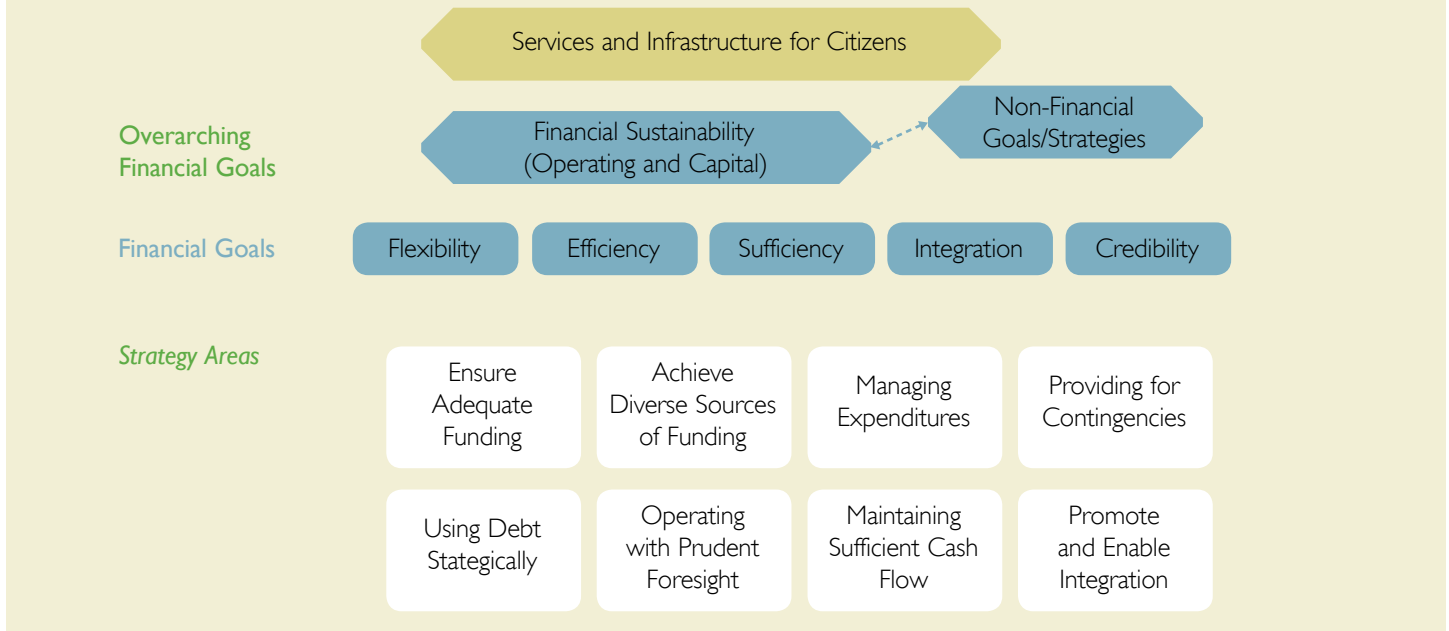 Services and Infrastructure for Citizens
Overarching
Financial Goals
Financial Sustainability
(Operating and Capital)
Non-Financial
Goals/Strategies
Financial Goals
Flexibility
Efficiency
Sufficiency
Integration
Credibility
Strategy Areas
Ensure
Adequate
Funding
Achieve
Diverse Sources
of Funding
Managing
Expenditures
Providing for
Contingencies
Using Debt
Stategically
Operating
with Prudent
Foresight
Maintaining
Sufficient Cash
Flow
Promote
and Enable
Integration